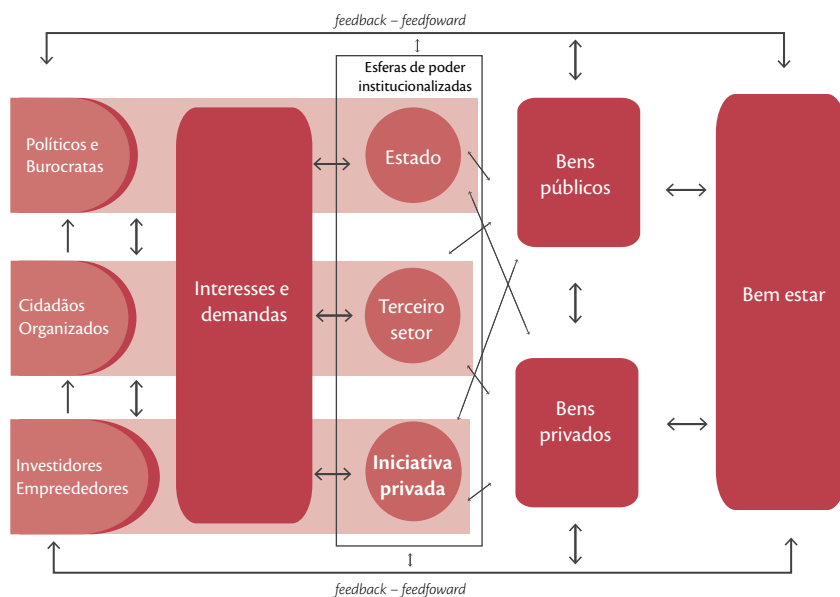 feedback – feedfoward
Esferas de poder
institucionalizadas
Políticos e
Burocratas
Estado
Bens
públicos
Cidadãos
Organizados
Interesses e
demandas
Terceiro
setor
Bem estar
Bens
privados
Investidores
Empreededores
Iniciativa
privada
feedback – feedfoward